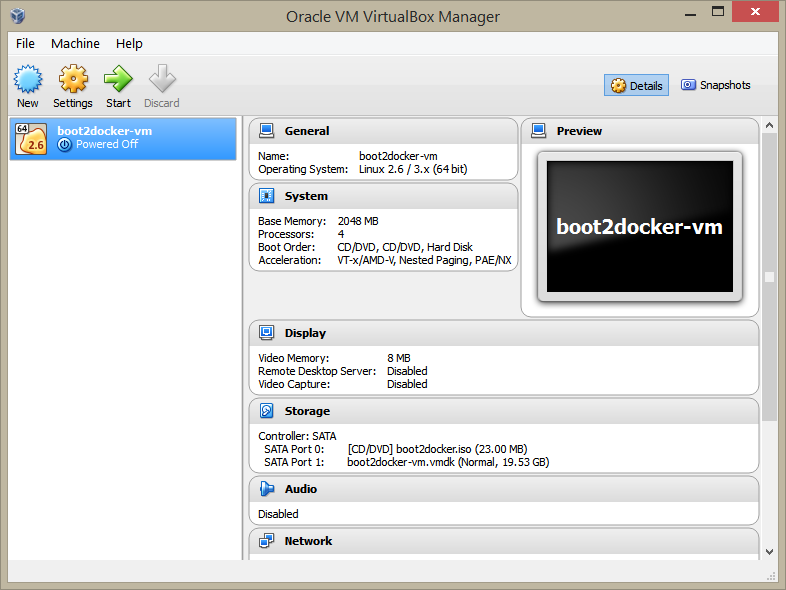 Oracle VM VirtualBox Manager
File Machine Help
New Settings Start Discard
Details Snapshots
64
2.6
boot2docker-vm
Powered Off
General
Name: boot2docker-vm
Operating System: Linux 2.6 / 3.x (64 bit)
System
Base Memory: 2048 MB
Processors: 4
Boot Order: CD/DVD, CD/DVD, Hard Disk
Acceleration: VT-x/AMD-V, Nested Paging, PAE/NX
Preview
boot2docker-vm
Display
Video Memory: 8 MB
Remote Desktop Server: Disabled
Video Capture: Disabled
Storage
Controller: SATA
SATA Port 0: [CD/DVD] boot2docker.iso (23.00 MB)
SATA Port 1: boot2docker-vm.vmdk (Normal, 19.53 GB)
Audio
Disabled
Network